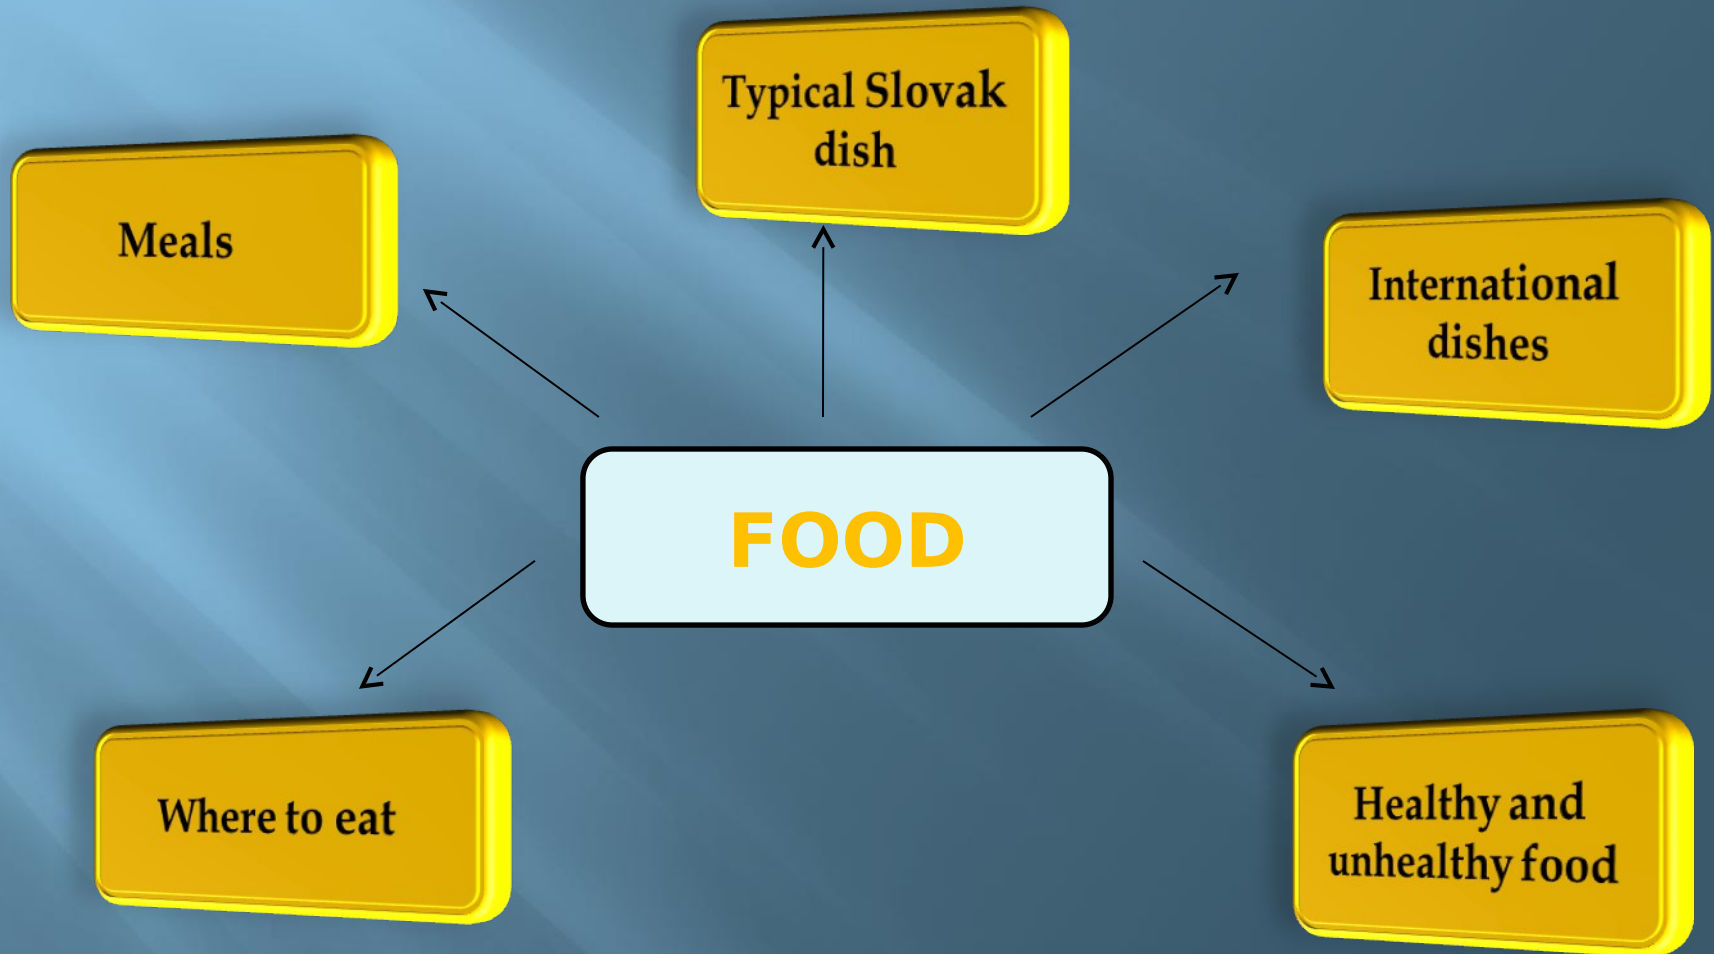 Typical Slovak
dish
Meals
International
dishes
FOOD
Where to eat
Healthy and
unhealthy food